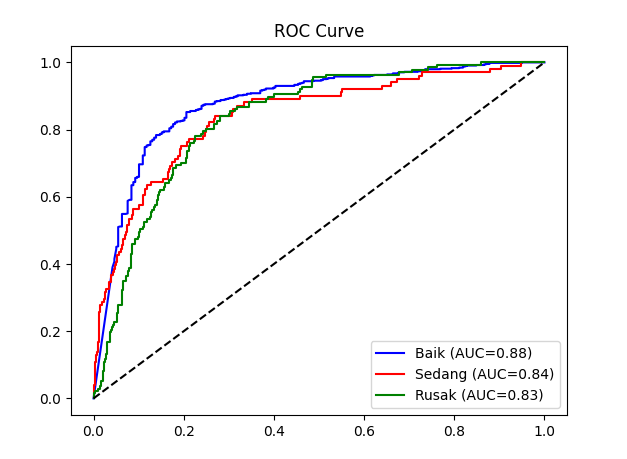 ROC Curve
1.0
0.8
0.6
0.4
0.2
0.0
Baik (AUC=0.88)
Sedang (AUC=0.84)
Rusak (AUC=0.83)
0.0 0.2 0.4 0.6 0.8 1.0